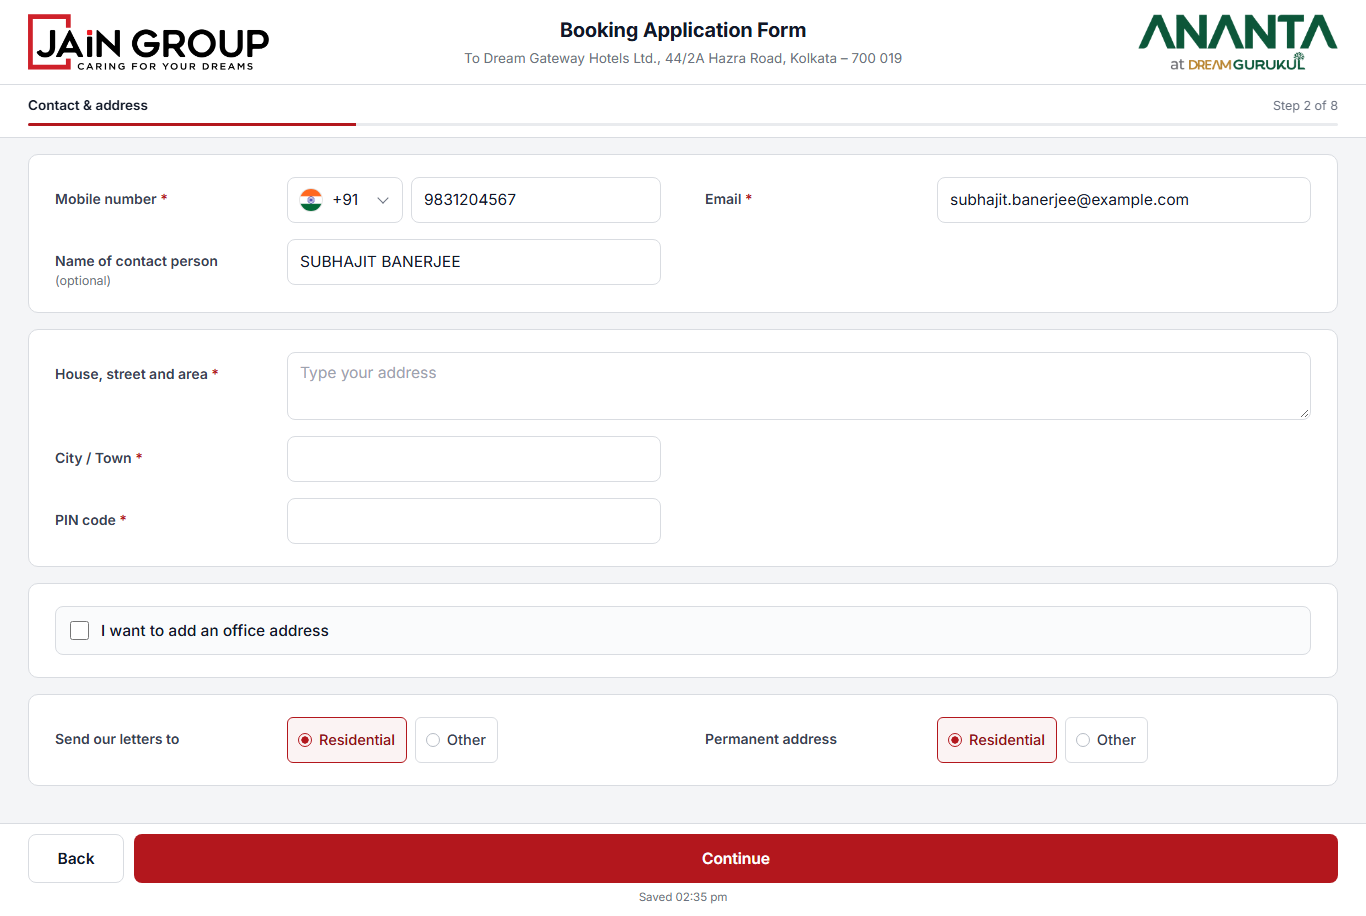 JAiN GROUP
CARING FOR YOUR DREAMS
Booking Application Form
To Dream Gateway Hotels Ltd., 44/2A Hazra Road, Kolkata – 700 019
ANANTA
at DREAM GURUKUL
Contact & address
Step 2 of 8
Mobile number *
+91
9831204567
Email *
subhajit.banerjee@example.com
Name of contact person
(optional)
SUBHAJIT BANERJEE
House, street and area *
Type your address
City / Town *
PIN code *
I want to add an office address
Send our letters to
Residential
Other
Permanent address
Residential
Other
Back
Continue
Saved 02:35 pm